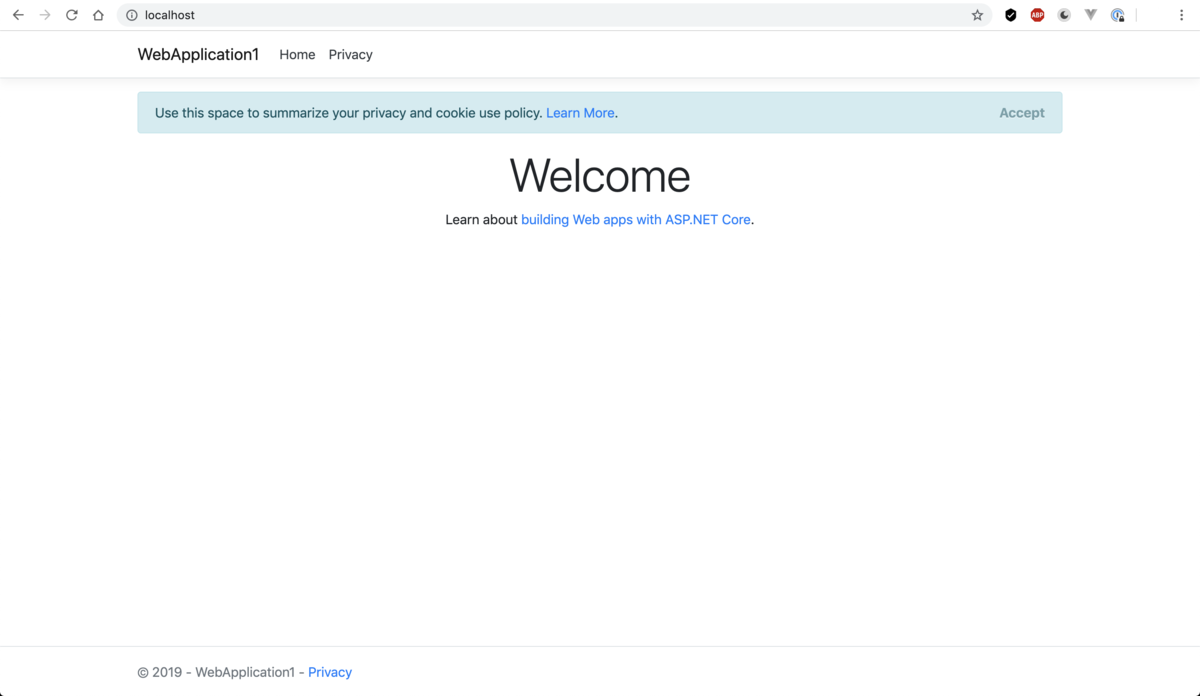 localhost
ABP
WebApplication1 Home Privacy
Use this space to summarize your privacy and cookie use policy. Learn More. Accept
Welcome
Learn about building Web apps with ASP.NET Core.
© 2019 - WebApplication1 - Privacy